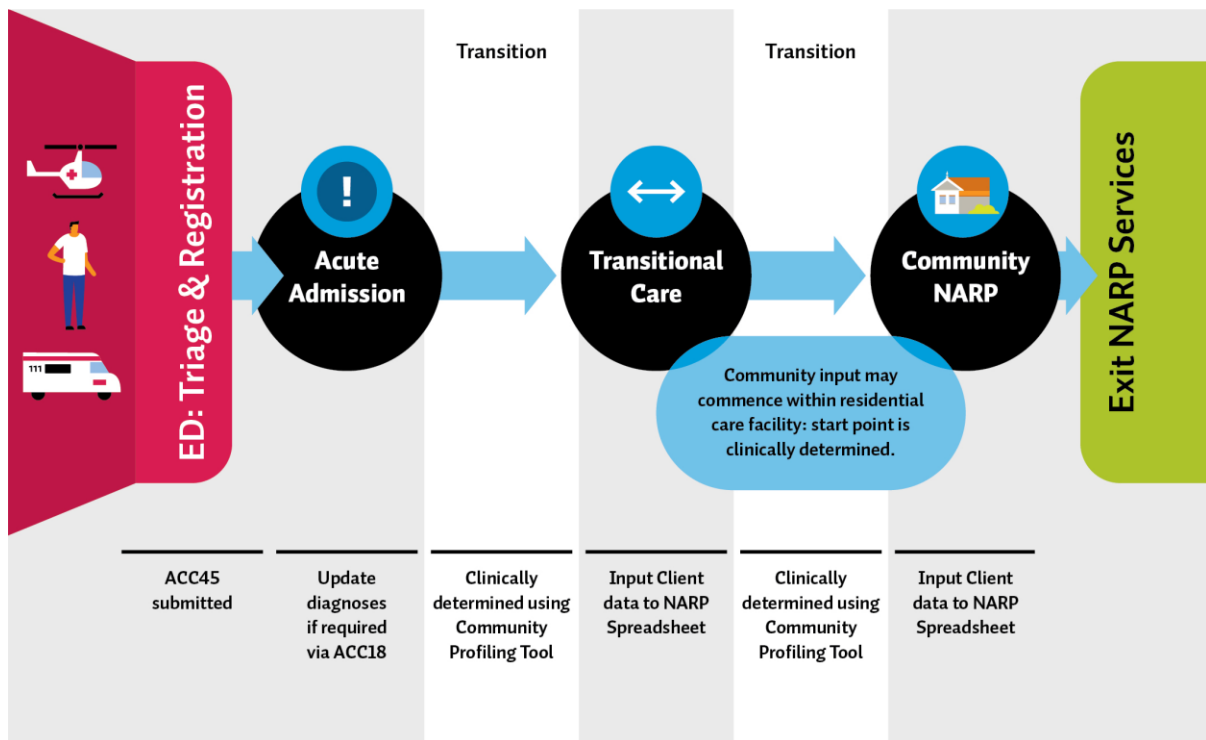 Transition
Transition
ED: Triage & Registration
111
!
Acute
Admission
Transitional
Care
Community
NARP
Exit NARP Services
Community input may
commence within residential
care facility: start point is
clinically determined.
ACC45
submitted
Update
diagnoses
if required
via ACC18
Clinically
determined using
Community
Profiling Tool
Input Client
data to NARP
Spreadsheet
Clinically
determined using
Community
Profiling Tool
Input Client
data to NARP
Spreadsheet